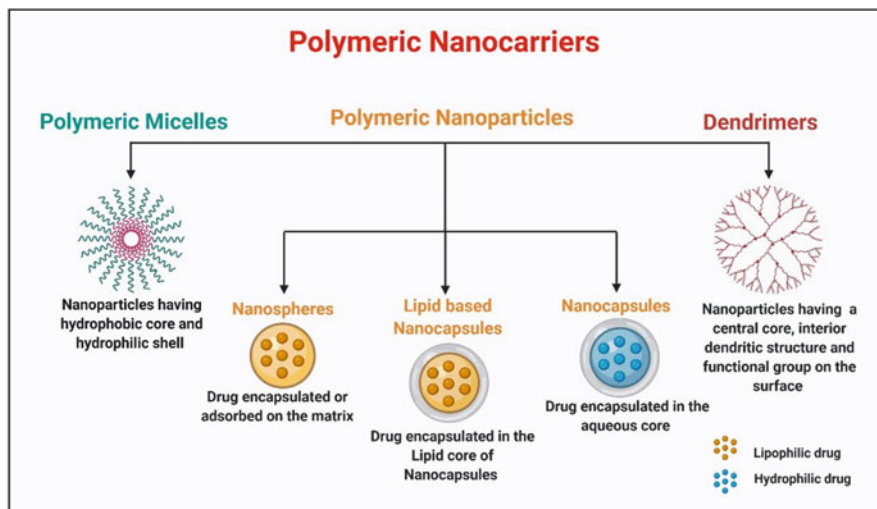 Polymeric Nanocarriers
Polymeric Micelles
Polymeric Nanoparticles
Dendrimers
Nanoparticles having
hydrophobic core and
hydrophilic shell
Nanospheres
Drug encapsulated or
adsorbed on the matrix
Lipid based
Nanocapsules
Drug encapsulated in the
Lipid core of
Nanocapsules
Nanocapsules
Drug encapsulated in the
aqueous core
Nanoparticles having a
central core, interior
dendritic structure and
functional group on the
surface
Lipophilic drug
Hydrophilic drug